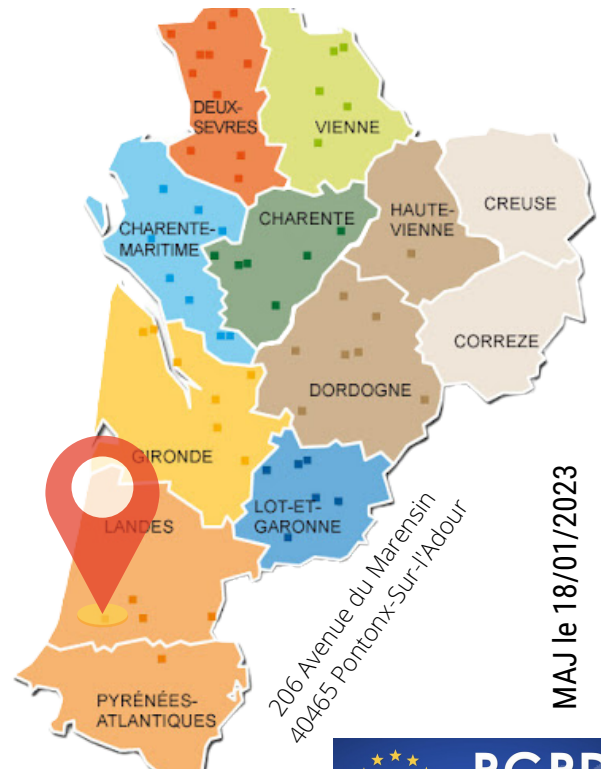 DEUX-
SEVRES
VIENNE
CHARENTE-
MARITIME
CHARENTE
HAUTE-
VIENNE
CREUSE
CORREZE
DORDOGNE
GIRONDE
LOT-ET-
GARONNE
LANDES
206 Avenue du Marensin
40465 Pontonx-Sur-l'Adour
MAJ le 18/01/2023
PYRÉNÉES-
ATLANTIQUES
RGPD